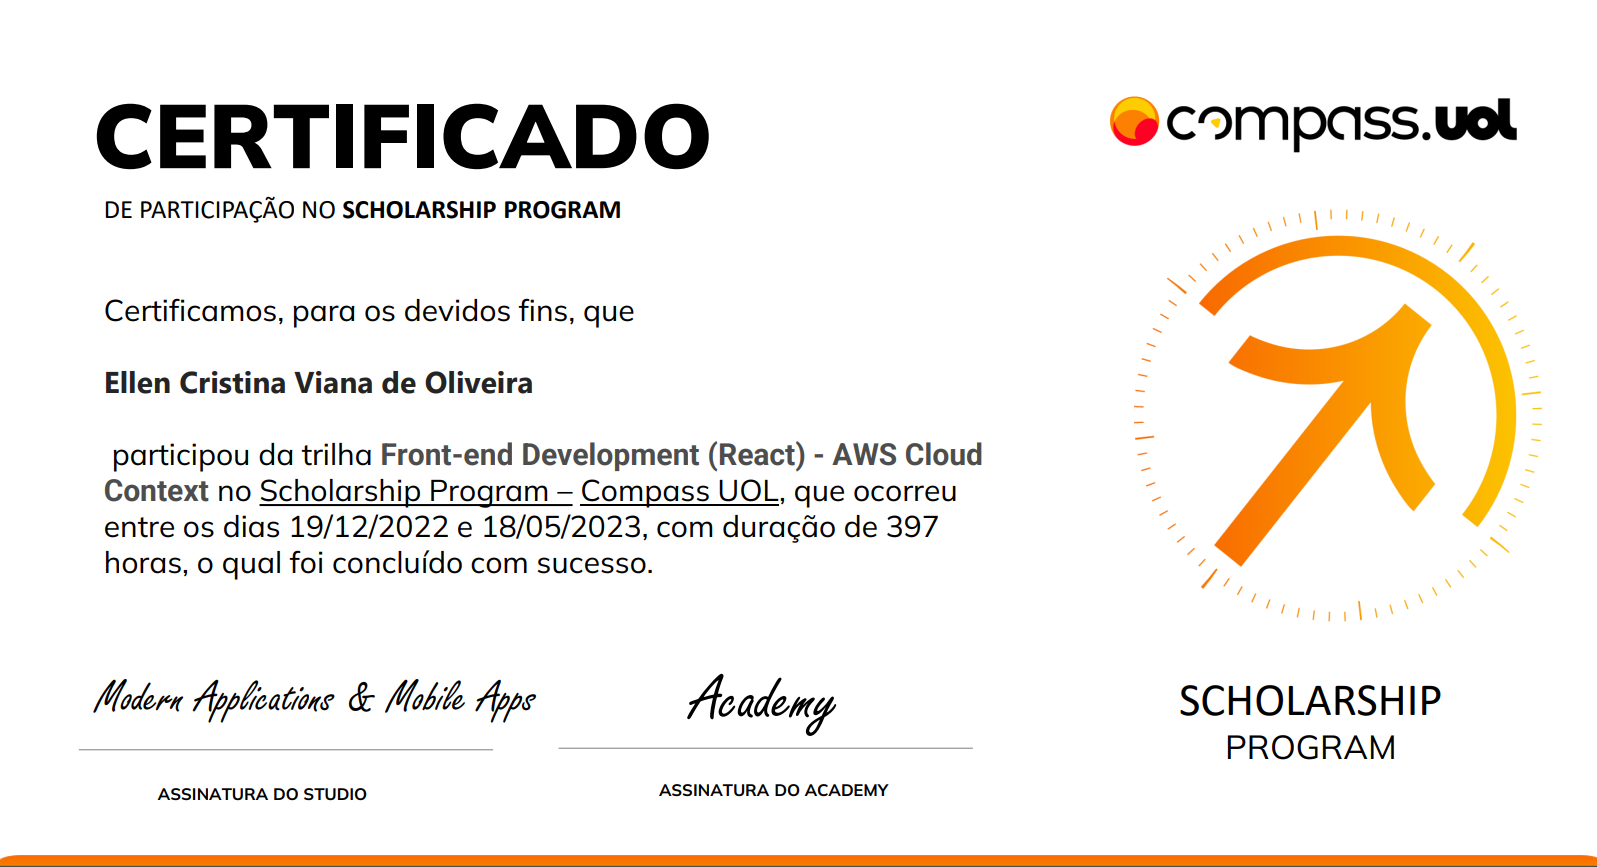 CERTIFICADO
compass.uol
DE PARTICIPAÇÃO NO SCHOLARSHIP PROGRAM
Certificamos, para os devidos fins, que
Ellen Cristina Viana de Oliveira
participou da trilha Front-end Development (React) - AWS Cloud
Context no Scholarship Program – Compass UOL, que ocorreu
entre os dias 19/12/2022 e 18/05/2023, com duração de 397
horas, o qual foi concluído com sucesso.
Modern Applications & Mobile Apps
ASSINATURA DO STUDIO
Academy
ASSINATURA DO ACADEMY
SCHOLARSHIP
PROGRAM